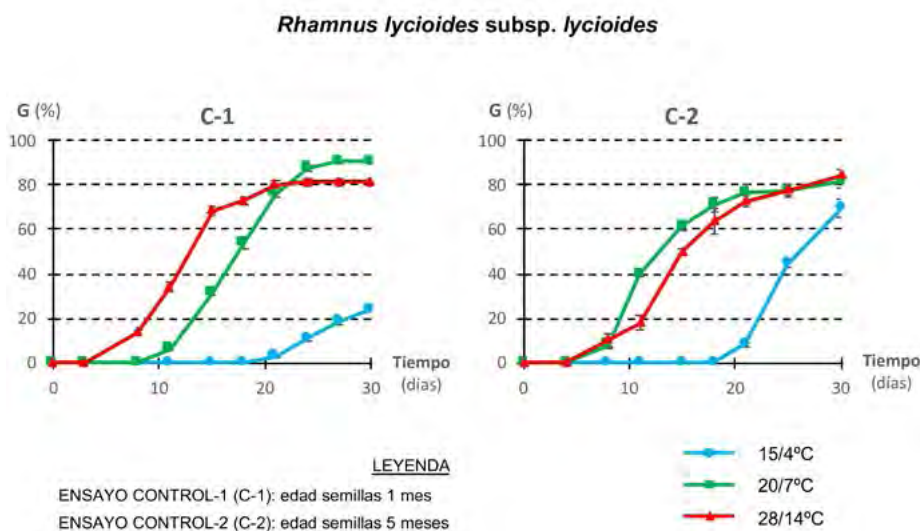 Rhamnus lycioides subsp. lycioides
G (%)
C-1
100
80
60
40
20
0
0
10
20
30
Tiempo
(días)
G (%)
C-2
100
80
60
40
20
0
0
10
20
30
Tiempo
(días)
LEYENDA
ENSAYO CONTROL-1 (C-1): edad semillas 1 mes
ENSAYO CONTROL-2 (C-2): edad semillas 5 meses
15/4ºC
20/7ºC
28/14ºC